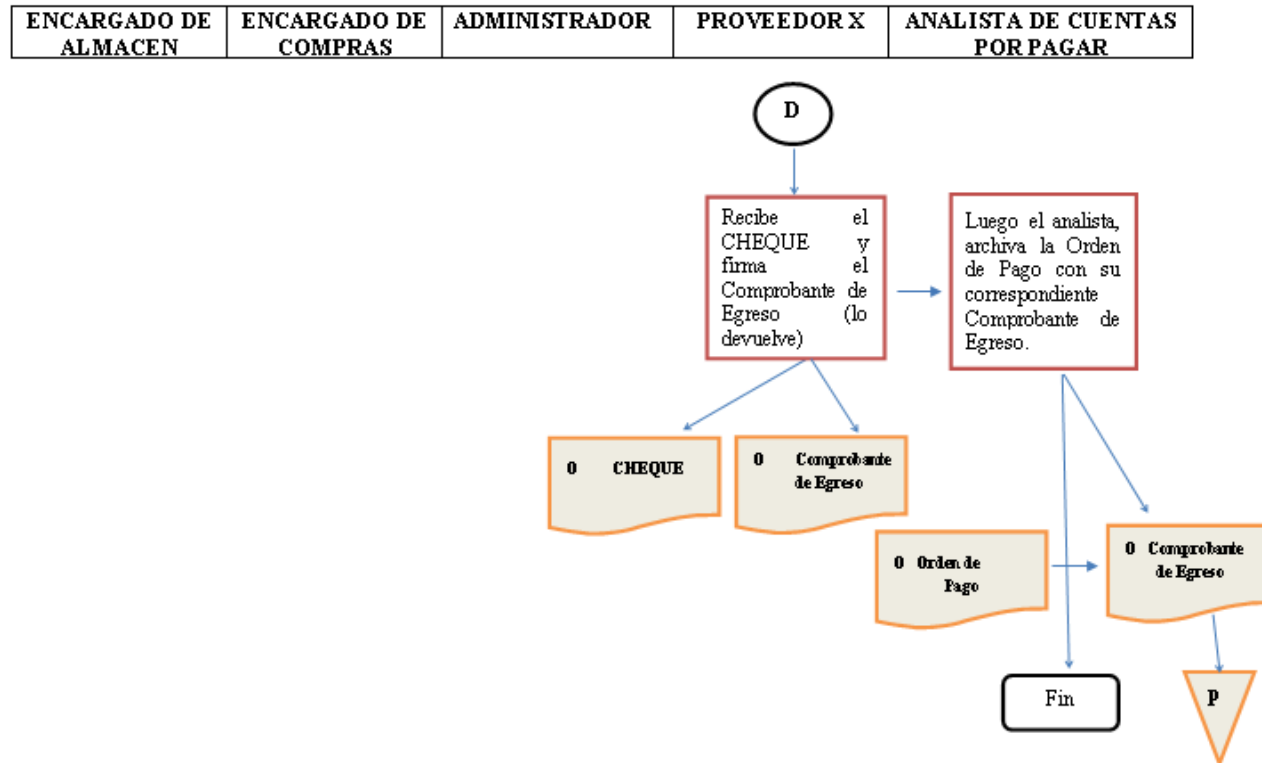 ENCARGADO DE
ALMACEN
ENCARGADO DE
COMPRAS
ADMINISTRADOR
PROVEEDOR X
ANALISTA DE CUENTAS
POR PAGAR
D
Recibe el
CHEQUE y
firma el
Comprobante de
Egreso (lo
devuelve)
Luego el analista,
archiva la Orden
de Pago con su
correspondiente
Comprobante de
Egreso.
0 CHEQUE
0 Comprobante
de Egreso
0 Orden de
Pago
0 Comprobante
de Egreso
Fin
P